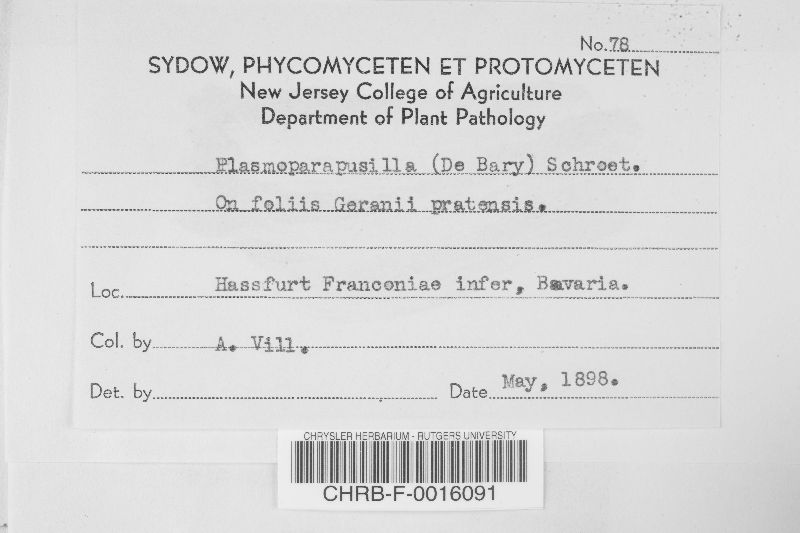 No. 78
SYDOW, PHYCOMYCETEN ET PROTOMYCETEN
New Jersey College of Agriculture
Department of Plant Pathology
Plasmoparapusilla (De Bary) Schroet.
On foliis Geranii pratensis.
Loc. Hassfurt Franconiae infer, Bavaria.
Col. by A. Vill.
Det. by
Date May, 1898.
CHRYSLER HERBARIUM - RUTGERS UNIVERSITY
CHRB-F-0016091